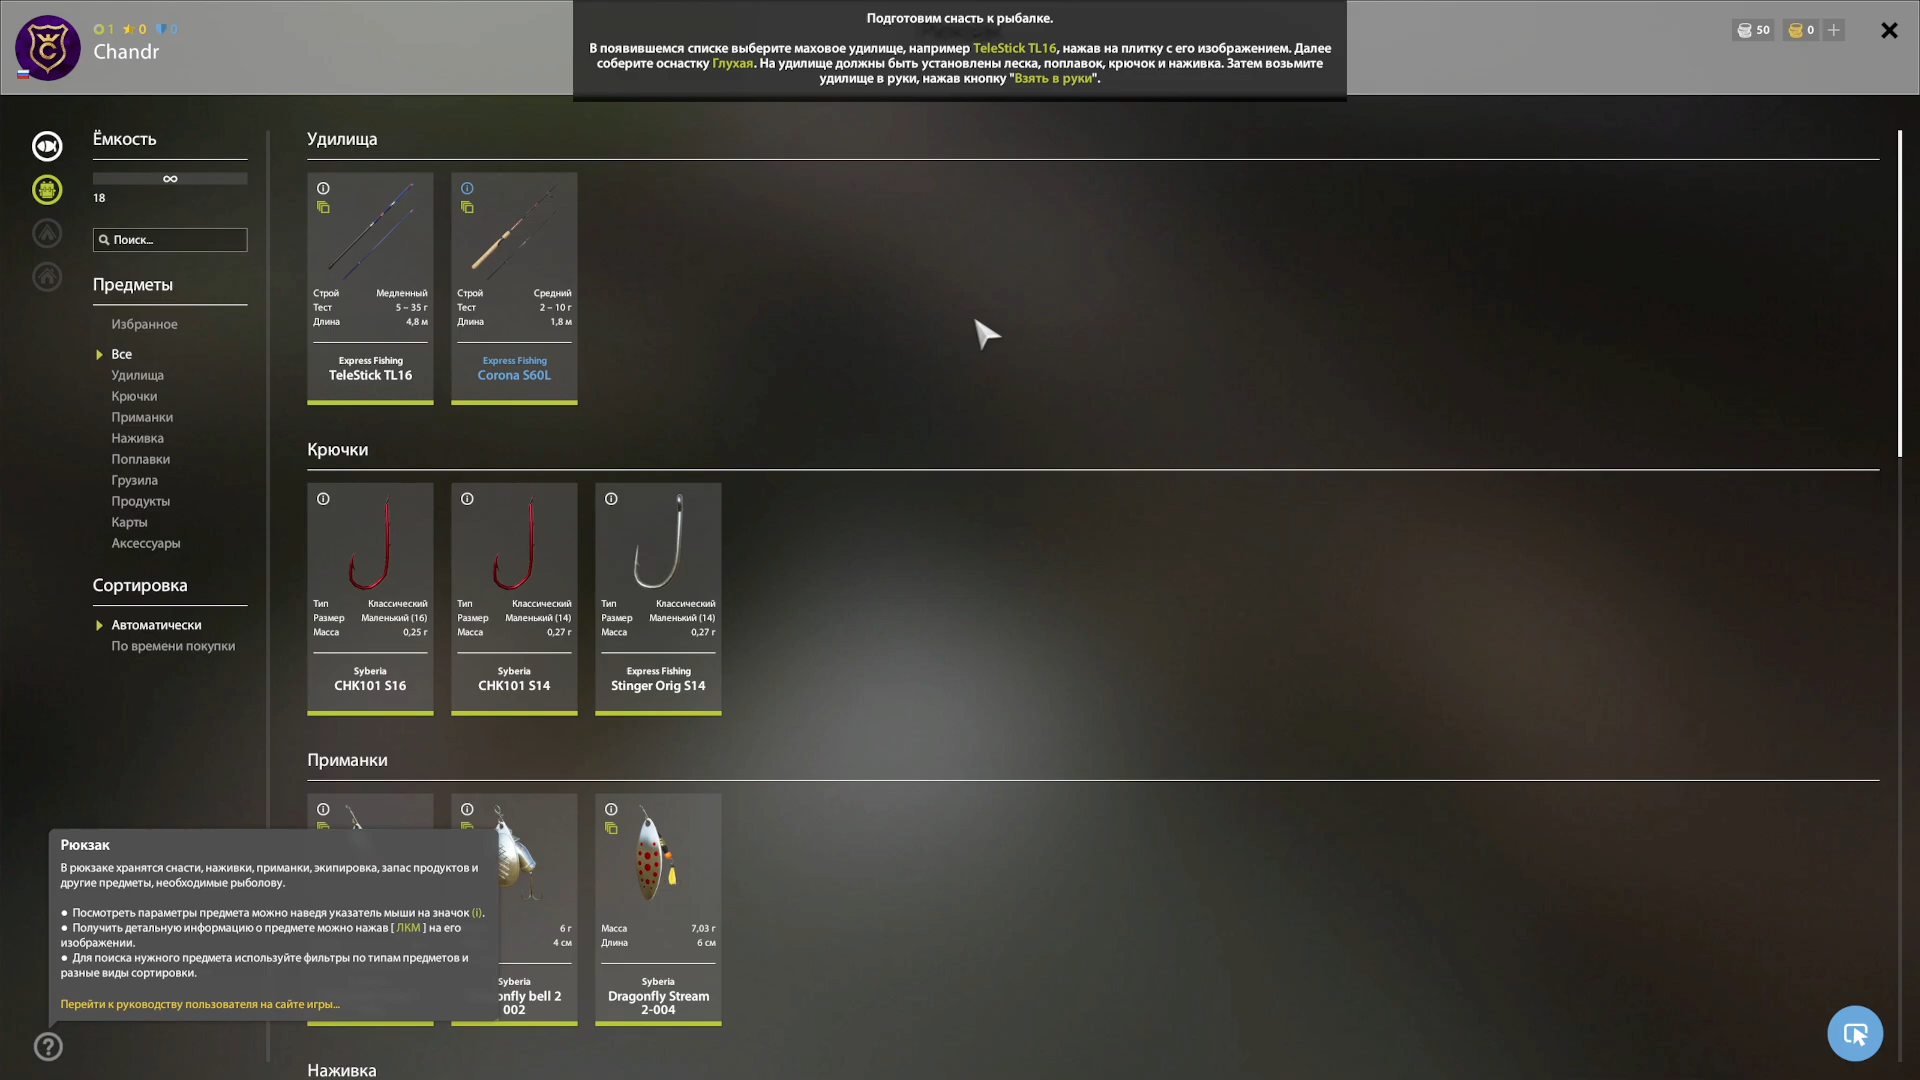 1 0 0
Chandr
Подготовим снасть к рыбалке.
В появившемся списке выберите маховое удилище, например TeleStick TL16, нажав на плитку с его изображением. Далее
соберите оснастку Глухая. На удилище должны быть установлены леска, поплавок, крючок и наживка. Затем возьмите
удилище в руки, нажав кнопку "Взять в руки".
50 0
Ёмкость
∞
18
Поиск...
Предметы
Избранное
Все
Удилища
Крючки
Приманки
Наживка
Поплавки
Грузила
Продукты
Карты
Аксессуары
Сортировка
Автоматически
По времени покупки
Удилища
Строй Медленный
Тест 5 – 35 г
Длина 4,8 м
Express Fishing
TeleStick TL16
Строй Средний
Тест 2 – 10 г
Длина 1,8 м
Express Fishing
Corona S60L
Крючки
Тип Классический
Размер Маленький (16)
Масса 0,25 г
Syberia
CHK101 S16
Тип Классический
Размер Маленький (14)
Масса 0,27 г
Syberia
CHK101 S14
Тип Классический
Размер Маленький (14)
Масса 0,27 г
Express Fishing
Stinger Orig S14
Приманки
6 г
4 см
Syberia
onfly bell 2
002
Масса 7,03 г
Длина 6 см
Syberia
Dragonfly Stream
2-004
Рюкзак
В рюкзаке хранятся снасти, наживки, приманки, экипировка, запас продуктов и
другие предметы, необходимые рыболову.
● Посмотреть параметры предмета можно наведя указатель мыши на значок (i).
● Получить детальную информацию о предмете можно нажав [ ЛКМ ] на его
изображении.
● Для поиска нужного предмета используйте фильтры по типам предметов и
разные виды сортировки.
Перейти к руководству пользователя на сайте игры...
?
Наживка